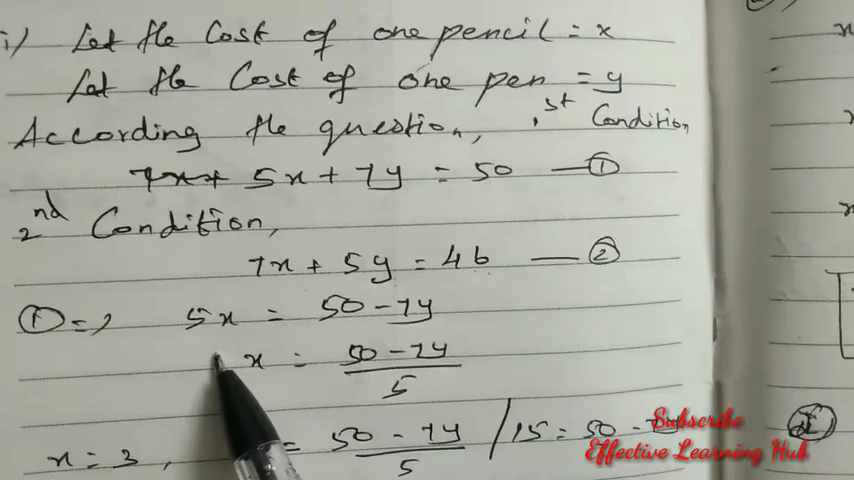 i) Let the Cost of one pencil = x
Let the Cost of one pen = y
According the question, 1st Condition
5x + 7y = 50 — ①
2nd Condition,
7x + 5y = 46 — ②
① => 5x = 50 - 7y
x = 50 - 7y / 5
x = 3, = 50 - 7y / 5 / 15 = 50 -
Subscribe
Effective Learning Hub